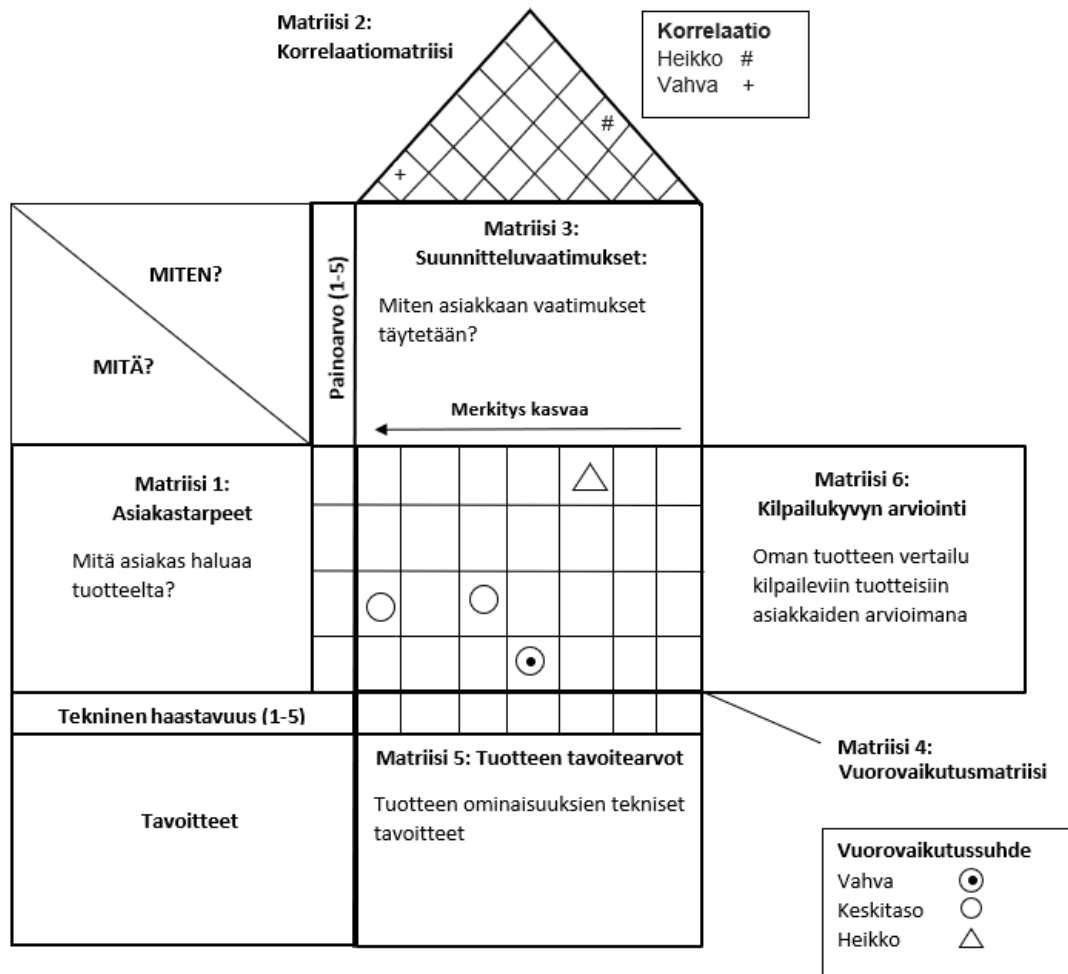 Matriisi 2:
Korrelaatiomatriisi
Korrelaatio
Heikko #
Vahva +
#
+
MITEN?
MITÄ?
Painoarvo (1-5)
Matriisi 3:
Suunnitteluvaatimukset:
Miten asiakkaan vaatimukset
täytetään?
Merkitys kasvaa
Matriisi 1:
Asiakastarpeet
Mitä asiakas haluaa
tuotteelta?
Matriisi 6:
Kilpailukyvyn arviointi
Oman tuotteen vertailu
kilpaileviin tuotteisiin
asiakkaiden arvioimana
Tekninen haastavuus (1-5)
Matriisi 4:
Vuorovaikutusmatriisi
Tavoitteet
Matriisi 5: Tuotteen tavoitearvot
Tuotteen ominaisuuksien tekniset
tavoitteet
Vuorovaikutussuhde
Vahva
Keskitaso
Heikko